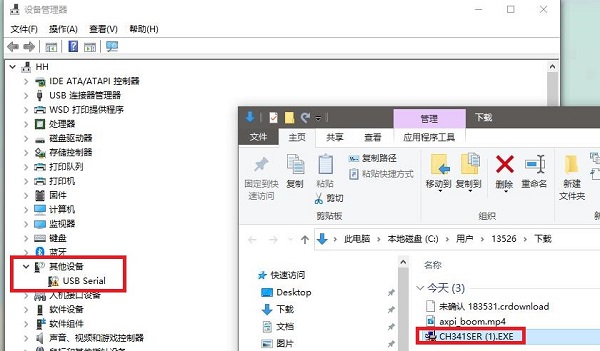 设备管理器
文件(F) 操作(A) 查看(V) 帮助(H)
HH
IDE ATA/ATAPI 控制器
USB 连接器管理器
WSD 打印提供程序
处理器
磁盘驱动器
存储控制器
打印队列
打印机
固件
计算机
监视器
键盘
蓝牙
其他设备
USB Serial
人机接口设备
软件设备
软件组件
声音、视频和游戏控制器
鼠标和其他指针设备
管理 下载
文件 主页 共享 查看 应用程序工具
固定到快速访问
复制
粘贴
复制路径
粘贴快捷方式
剪切
移动到 复制到 删除 重命名
新建文件夹
剪贴板 组织
此电脑 › 本地磁盘 (C:) › 用户 › 13526 › 下载
快速访问
Desktop
下载
文档
图片
名称
今天 (3)
未确认 183531.crdownload
axpi_boom.mp4
CH341SER (1).EXE